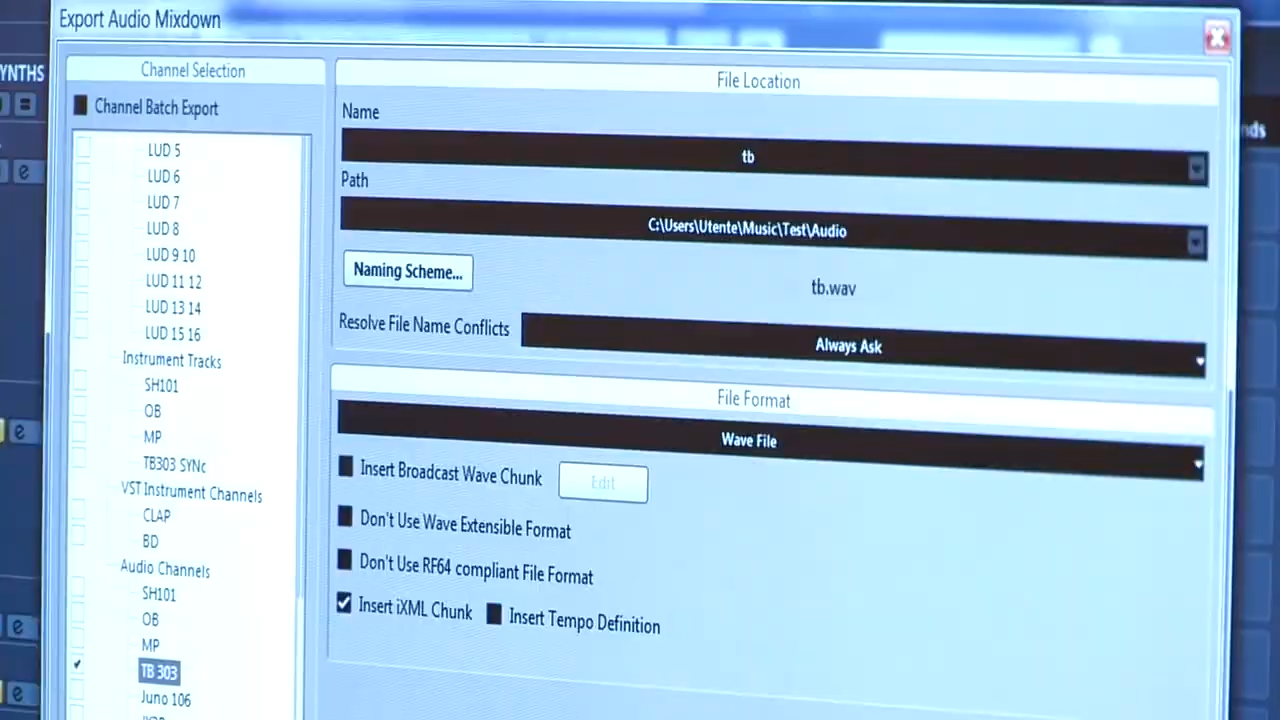 Export Audio Mixdown
YNTHS
Channel Selection
Channel Batch Export
LUD 5
LUD 6
LUD 7
LUD 8
LUD 9 10
LUD 11 12
LUD 13 14
LUD 15 16
Instrument Tracks
SH101
OB
MP
TB303 SYNc
VST Instrument Channels
CLAP
BD
Audio Channels
SH101
OB
MP
TB 303
Juno 106
File Location
Name
tb
Path
C:\Users\Utente\Music\Test\Audio
Naming Scheme...
tb.wav
Resolve File Name Conflicts
Always Ask
File Format
Wave File
Insert Broadcast Wave Chunk
Edit
Don't Use Wave Extensible Format
Don't Use RF64 compliant File Format
Insert iXML Chunk
Insert Tempo Definition
nds
e
e
e
e